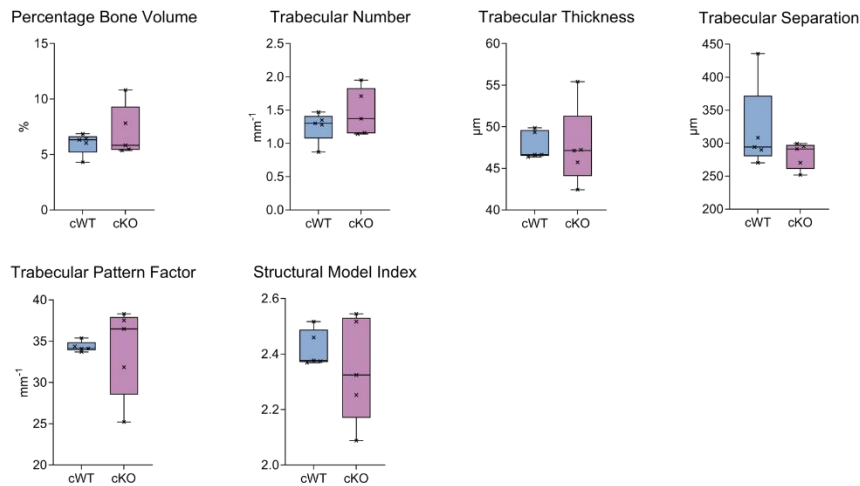 Percentage Bone Volume
Trabecular Number
Trabecular Thickness
Trabecular Separation
15
10
5
0
%
cWT
cKO
2.5
2.0
1.5
1.0
0.5
0.0
mm-1
cWT
cKO
60
55
50
45
40
µm
cWT
cKO
450
400
350
300
250
200
µm
cWT
cKO
Trabecular Pattern Factor
Structural Model Index
40
35
30
25
20
mm-1
cWT
cKO
2.6
2.4
2.2
2.0
cWT
cKO